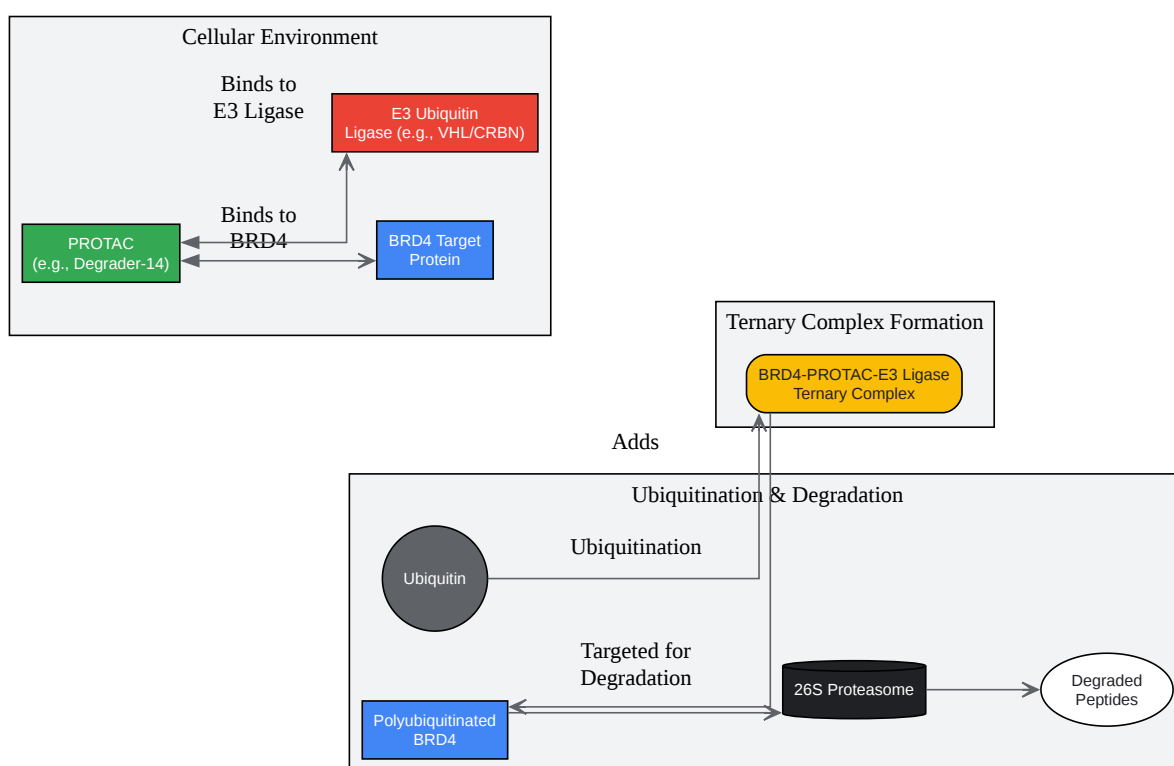 Cellular Environment
Binds to
E3 Ligase
E3 Ubiquitin
Ligase (e.g., VHL/CRBN)
Binds to
BRD4
PROTAC
(e.g., Degrader-14)
BRD4 Target
Protein
Ternary Complex Formation
BRD4-PROTAC-E3 Ligase
Ternary Complex
Adds
Ubiquitination & Degradation
Ubiquitination
Ubiquitin
Targeted for
Degradation
26S Proteasome
Degraded
Peptides
Polyubiquitinated
BRD4